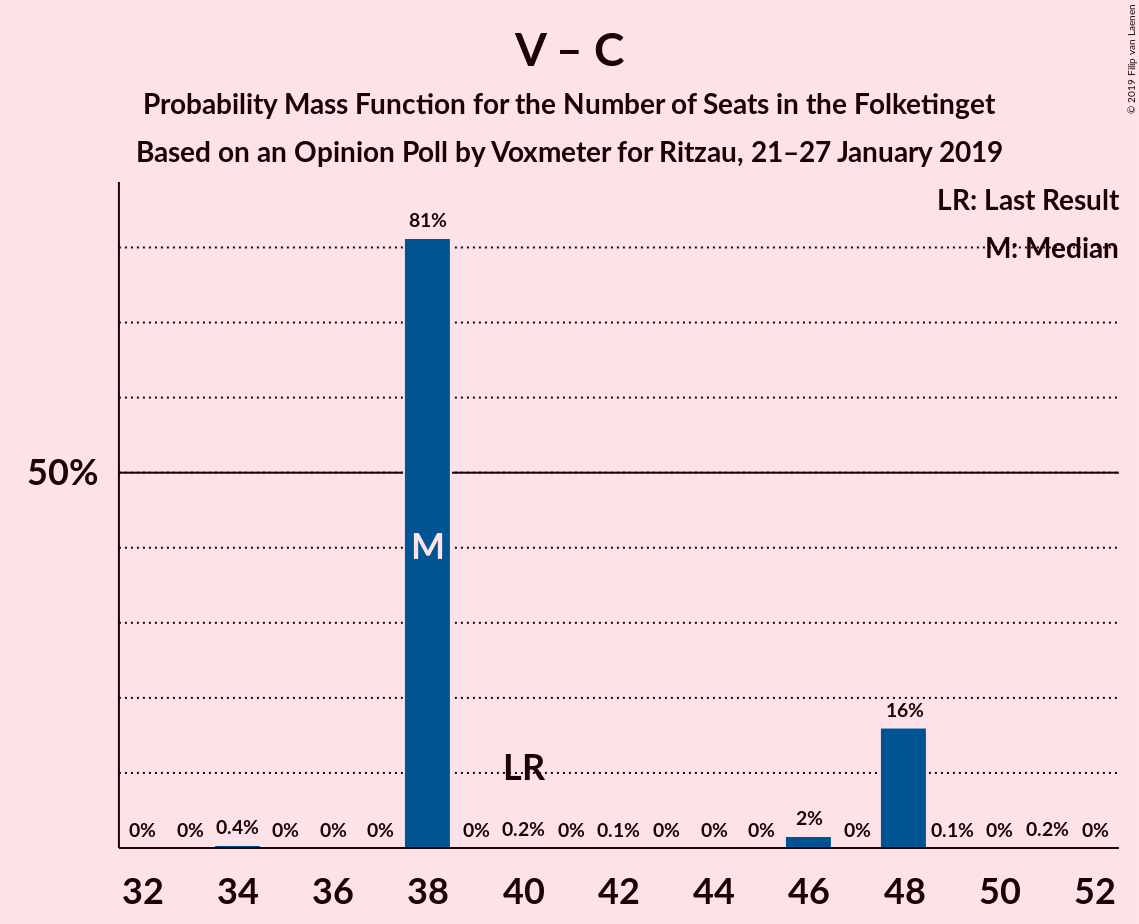 V – C
Probability Mass Function for the Number of Seats in the Folketinget
Based on an Opinion Poll by Voxmeter for Ritzau, 21–27 January 2019
© 2019 Filip van Laenen
LR: Last Result
M: Median
50%
81%
M
LR
16%
0% 0% 0.4% 0% 0% 0% 0% 0.2% 0% 0.1% 0% 0% 0% 2% 0% 0.1% 0% 0.2% 0%
32 34 36 38 40 42 44 46 48 50 52